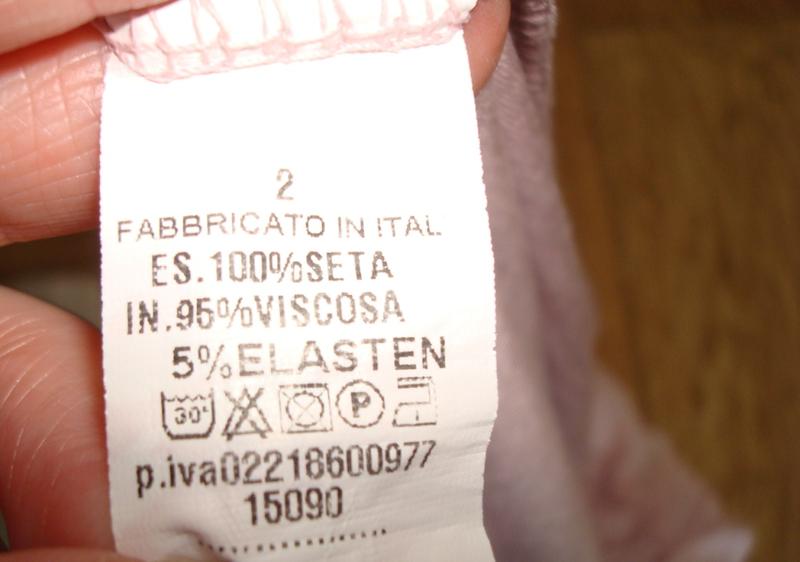 2
FABBRICATO IN ITAL
ES.100%SETA
IN.95%VISCOSA
5%ELASTEN
30° P
p.iva02218600977
15090